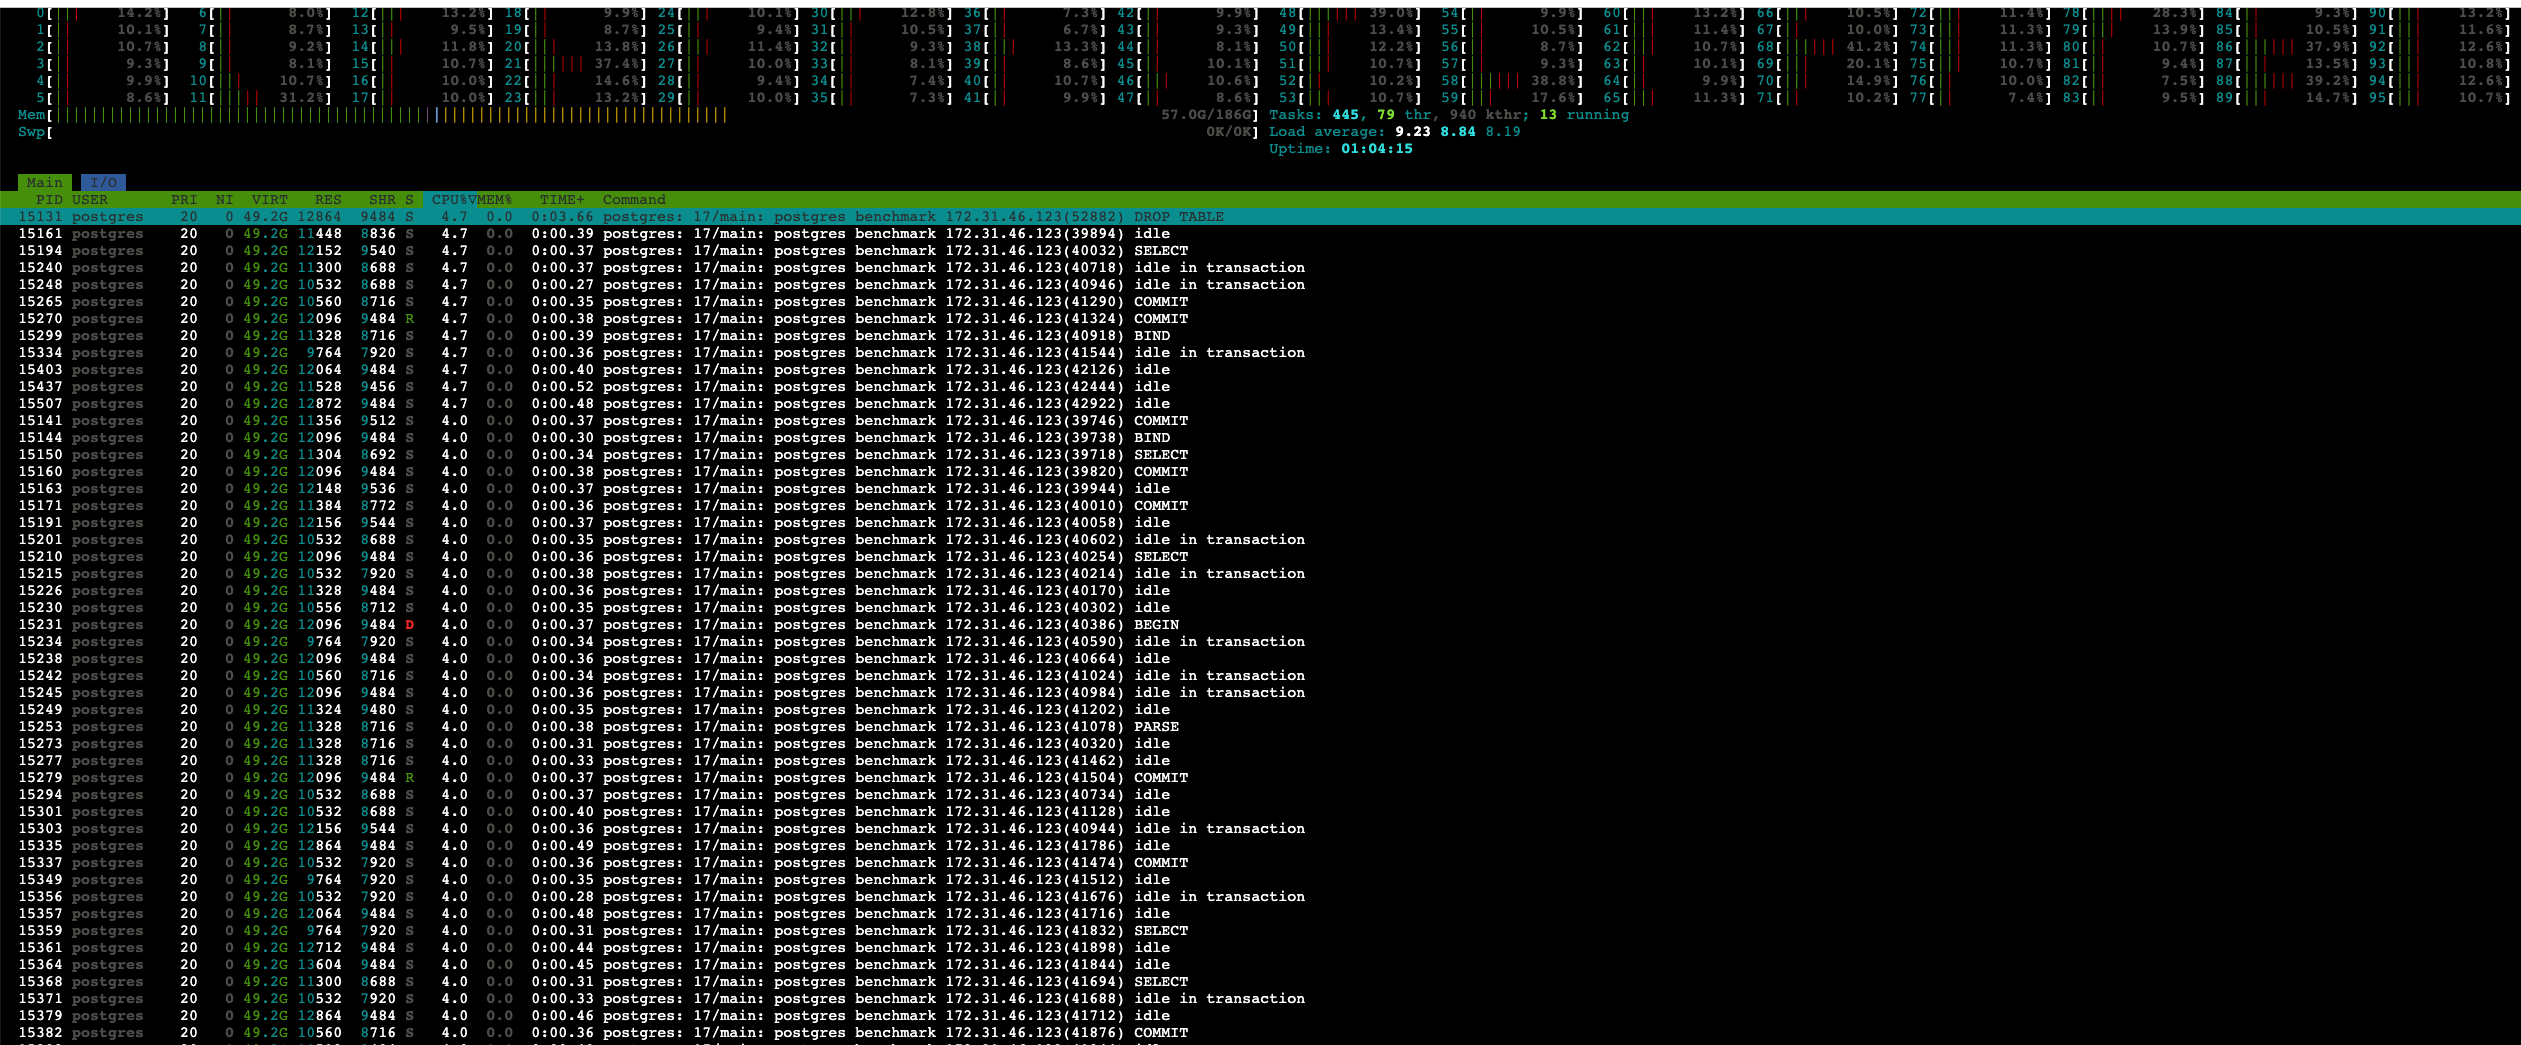 0[||| 14.2%] 6[|| 8.0%] 12[||| 13.2%] 18[|| 9.9%] 24[||| 10.1%] 30[||| 12.8%] 36[|| 7.3%] 42[|| 9.9%] 48[|||||| 39.0%] 54[|| 9.9%] 60[||| 13.2%] 66[||| 10.5%] 72[||| 11.4%] 78[|||| 28.3%] 84[|| 9.3%] 90[||| 13.2%]
1[|| 10.1%] 7[|| 8.7%] 13[|| 9.5%] 19[|| 8.7%] 25[|| 9.4%] 31[|| 10.5%] 37[|| 6.7%] 43[|| 9.3%] 49[||| 13.4%] 55[|| 10.5%] 61[||| 11.4%] 67[|| 10.0%] 73[||| 11.3%] 79[|| 13.9%] 85[||| 10.5%] 91[||| 11.6%]
2[|| 10.7%] 8[|| 9.2%] 14[||| 11.8%] 20[||| 13.8%] 26[||| 11.4%] 32[|| 9.3%] 38[||| 13.3%] 44[|| 8.1%] 50[||| 12.2%] 56[|| 8.7%] 62[||| 10.7%] 68[|||||| 41.2%] 74[||| 11.3%] 80[||| 10.7%] 86[|||||| 37.9%] 92[||| 12.6%]
3[|| 9.3%] 9[|| 8.1%] 15[|| 10.7%] 21[|||||| 37.4%] 27[|| 10.0%] 33[|| 8.1%] 39[|| 8.6%] 45[|| 10.1%] 51[||| 10.7%] 57[|| 9.3%] 63[||| 10.1%] 69[||| 20.1%] 75[||| 10.7%] 81[|| 9.4%] 87[||| 13.5%] 93[||| 10.8%]
4[|| 9.9%] 10[||| 10.7%] 16[|| 10.0%] 22[||| 14.6%] 28[|| 9.4%] 34[|| 7.4%] 40[|| 10.7%] 46[||| 10.6%] 52[||| 10.2%] 58[|||||| 38.8%] 64[||| 9.9%] 70[||| 14.9%] 76[|| 10.0%] 82[|| 7.5%] 88[|||||| 39.2%] 94[||| 12.6%]
5[|| 8.6%] 11[||||| 31.2%] 17[|| 10.0%] 23[||| 13.2%] 29[|| 10.0%] 35[|| 7.3%] 41[|| 9.9%] 47[|| 8.6%] 53[||| 10.7%] 59[||| 17.6%] 65[||| 11.3%] 71[|| 10.2%] 77[|| 7.4%] 83[|| 9.5%] 89[||| 14.7%] 95[||| 10.7%]
Mem[ 57.0G/186G] Tasks: 445, 79 thr, 940 kthr; 13 running
Swp[ 0K/0K] Load average: 9.23 8.84 8.19
Uptime: 01:04:15
Main I/O
PID USER PRI NI VIRT RES SHR S CPU%▽MEM% TIME+ Command
15131 postgres 20 0 49.2G 12864 9484 S 4.7 0.0 0:03.66 postgres: 17/main: postgres benchmark 172.31.46.123(52882) DROP TABLE
15161 postgres 20 0 49.2G 11448 8836 S 4.7 0.0 0:00.39 postgres: 17/main: postgres benchmark 172.31.46.123(39894) idle
15194 postgres 20 0 49.2G 12152 9540 S 4.7 0.0 0:00.37 postgres: 17/main: postgres benchmark 172.31.46.123(40032) SELECT
15240 postgres 20 0 49.2G 11300 8688 S 4.7 0.0 0:00.37 postgres: 17/main: postgres benchmark 172.31.46.123(40718) idle in transaction
15248 postgres 20 0 49.2G 10532 8688 S 4.7 0.0 0:00.27 postgres: 17/main: postgres benchmark 172.31.46.123(40946) idle in transaction
15265 postgres 20 0 49.2G 10560 8716 S 4.7 0.0 0:00.35 postgres: 17/main: postgres benchmark 172.31.46.123(41290) COMMIT
15270 postgres 20 0 49.2G 12096 9484 R 4.7 0.0 0:00.38 postgres: 17/main: postgres benchmark 172.31.46.123(41324) COMMIT
15299 postgres 20 0 49.2G 11328 8716 S 4.7 0.0 0:00.39 postgres: 17/main: postgres benchmark 172.31.46.123(40918) BIND
15334 postgres 20 0 49.2G 9764 7920 S 4.7 0.0 0:00.36 postgres: 17/main: postgres benchmark 172.31.46.123(41544) idle in transaction
15403 postgres 20 0 49.2G 12064 9484 S 4.7 0.0 0:00.40 postgres: 17/main: postgres benchmark 172.31.46.123(42126) idle
15437 postgres 20 0 49.2G 11528 9456 S 4.7 0.0 0:00.52 postgres: 17/main: postgres benchmark 172.31.46.123(42444) idle
15507 postgres 20 0 49.2G 12872 9484 S 4.7 0.0 0:00.48 postgres: 17/main: postgres benchmark 172.31.46.123(42922) idle
15141 postgres 20 0 49.2G 11356 9512 S 4.0 0.0 0:00.37 postgres: 17/main: postgres benchmark 172.31.46.123(39746) COMMIT
15144 postgres 20 0 49.2G 12096 9484 S 4.0 0.0 0:00.30 postgres: 17/main: postgres benchmark 172.31.46.123(39738) BIND
15150 postgres 20 0 49.2G 11304 8692 S 4.0 0.0 0:00.34 postgres: 17/main: postgres benchmark 172.31.46.123(39718) SELECT
15160 postgres 20 0 49.2G 12096 9484 S 4.0 0.0 0:00.38 postgres: 17/main: postgres benchmark 172.31.46.123(39820) COMMIT
15163 postgres 20 0 49.2G 12148 9536 S 4.0 0.0 0:00.37 postgres: 17/main: postgres benchmark 172.31.46.123(39944) idle
15171 postgres 20 0 49.2G 11384 8772 S 4.0 0.0 0:00.36 postgres: 17/main: postgres benchmark 172.31.46.123(40010) COMMIT
15191 postgres 20 0 49.2G 12156 9544 S 4.0 0.0 0:00.37 postgres: 17/main: postgres benchmark 172.31.46.123(40058) idle
15201 postgres 20 0 49.2G 10532 8688 S 4.0 0.0 0:00.35 postgres: 17/main: postgres benchmark 172.31.46.123(40602) idle in transaction
15210 postgres 20 0 49.2G 12096 9484 S 4.0 0.0 0:00.36 postgres: 17/main: postgres benchmark 172.31.46.123(40254) SELECT
15215 postgres 20 0 49.2G 10532 7920 S 4.0 0.0 0:00.38 postgres: 17/main: postgres benchmark 172.31.46.123(40214) idle in transaction
15226 postgres 20 0 49.2G 11328 9484 S 4.0 0.0 0:00.36 postgres: 17/main: postgres benchmark 172.31.46.123(40170) idle
15230 postgres 20 0 49.2G 10556 8712 S 4.0 0.0 0:00.35 postgres: 17/main: postgres benchmark 172.31.46.123(40302) idle
15231 postgres 20 0 49.2G 12096 9484 D 4.0 0.0 0:00.37 postgres: 17/main: postgres benchmark 172.31.46.123(40386) BEGIN
15234 postgres 20 0 49.2G 9764 7920 S 4.0 0.0 0:00.34 postgres: 17/main: postgres benchmark 172.31.46.123(40590) idle in transaction
15238 postgres 20 0 49.2G 12096 9484 S 4.0 0.0 0:00.36 postgres: 17/main: postgres benchmark 172.31.46.123(40664) idle
15242 postgres 20 0 49.2G 10560 8716 S 4.0 0.0 0:00.34 postgres: 17/main: postgres benchmark 172.31.46.123(41024) idle in transaction
15245 postgres 20 0 49.2G 12096 9484 S 4.0 0.0 0:00.36 postgres: 17/main: postgres benchmark 172.31.46.123(40984) idle in transaction
15249 postgres 20 0 49.2G 11324 9480 S 4.0 0.0 0:00.35 postgres: 17/main: postgres benchmark 172.31.46.123(41202) idle
15253 postgres 20 0 49.2G 11328 8716 S 4.0 0.0 0:00.38 postgres: 17/main: postgres benchmark 172.31.46.123(41078) PARSE
15273 postgres 20 0 49.2G 11328 8716 S 4.0 0.0 0:00.31 postgres: 17/main: postgres benchmark 172.31.46.123(40320) idle
15277 postgres 20 0 49.2G 11328 8716 S 4.0 0.0 0:00.33 postgres: 17/main: postgres benchmark 172.31.46.123(41462) idle
15279 postgres 20 0 49.2G 12096 9484 R 4.0 0.0 0:00.37 postgres: 17/main: postgres benchmark 172.31.46.123(41504) COMMIT
15294 postgres 20 0 49.2G 10532 8688 S 4.0 0.0 0:00.37 postgres: 17/main: postgres benchmark 172.31.46.123(40734) idle
15301 postgres 20 0 49.2G 10532 8688 S 4.0 0.0 0:00.40 postgres: 17/main: postgres benchmark 172.31.46.123(41128) idle
15303 postgres 20 0 49.2G 12156 9544 S 4.0 0.0 0:00.36 postgres: 17/main: postgres benchmark 172.31.46.123(40944) idle in transaction
15335 postgres 20 0 49.2G 12864 9484 S 4.0 0.0 0:00.49 postgres: 17/main: postgres benchmark 172.31.46.123(41786) idle
15337 postgres 20 0 49.2G 10532 7920 S 4.0 0.0 0:00.36 postgres: 17/main: postgres benchmark 172.31.46.123(41474) COMMIT
15349 postgres 20 0 49.2G 9764 7920 S 4.0 0.0 0:00.35 postgres: 17/main: postgres benchmark 172.31.46.123(41512) idle
15356 postgres 20 0 49.2G 10532 7920 S 4.0 0.0 0:00.28 postgres: 17/main: postgres benchmark 172.31.46.123(41676) idle in transaction
15357 postgres 20 0 49.2G 12064 9484 S 4.0 0.0 0:00.48 postgres: 17/main: postgres benchmark 172.31.46.123(41716) idle
15359 postgres 20 0 49.2G 9764 7920 S 4.0 0.0 0:00.31 postgres: 17/main: postgres benchmark 172.31.46.123(41832) SELECT
15361 postgres 20 0 49.2G 12712 9484 S 4.0 0.0 0:00.44 postgres: 17/main: postgres benchmark 172.31.46.123(41898) idle
15364 postgres 20 0 49.2G 13604 9484 S 4.0 0.0 0:00.45 postgres: 17/main: postgres benchmark 172.31.46.123(41844) idle
15368 postgres 20 0 49.2G 11300 8688 S 4.0 0.0 0:00.31 postgres: 17/main: postgres benchmark 172.31.46.123(41694) SELECT
15371 postgres 20 0 49.2G 10532 7920 S 4.0 0.0 0:00.33 postgres: 17/main: postgres benchmark 172.31.46.123(41688) idle in transaction
15379 postgres 20 0 49.2G 12864 9484 S 4.0 0.0 0:00.46 postgres: 17/main: postgres benchmark 172.31.46.123(41712) idle
15382 postgres 20 0 49.2G 10560 8716 S 4.0 0.0 0:00.36 postgres: 17/main: postgres benchmark 172.31.46.123(41876) COMMIT